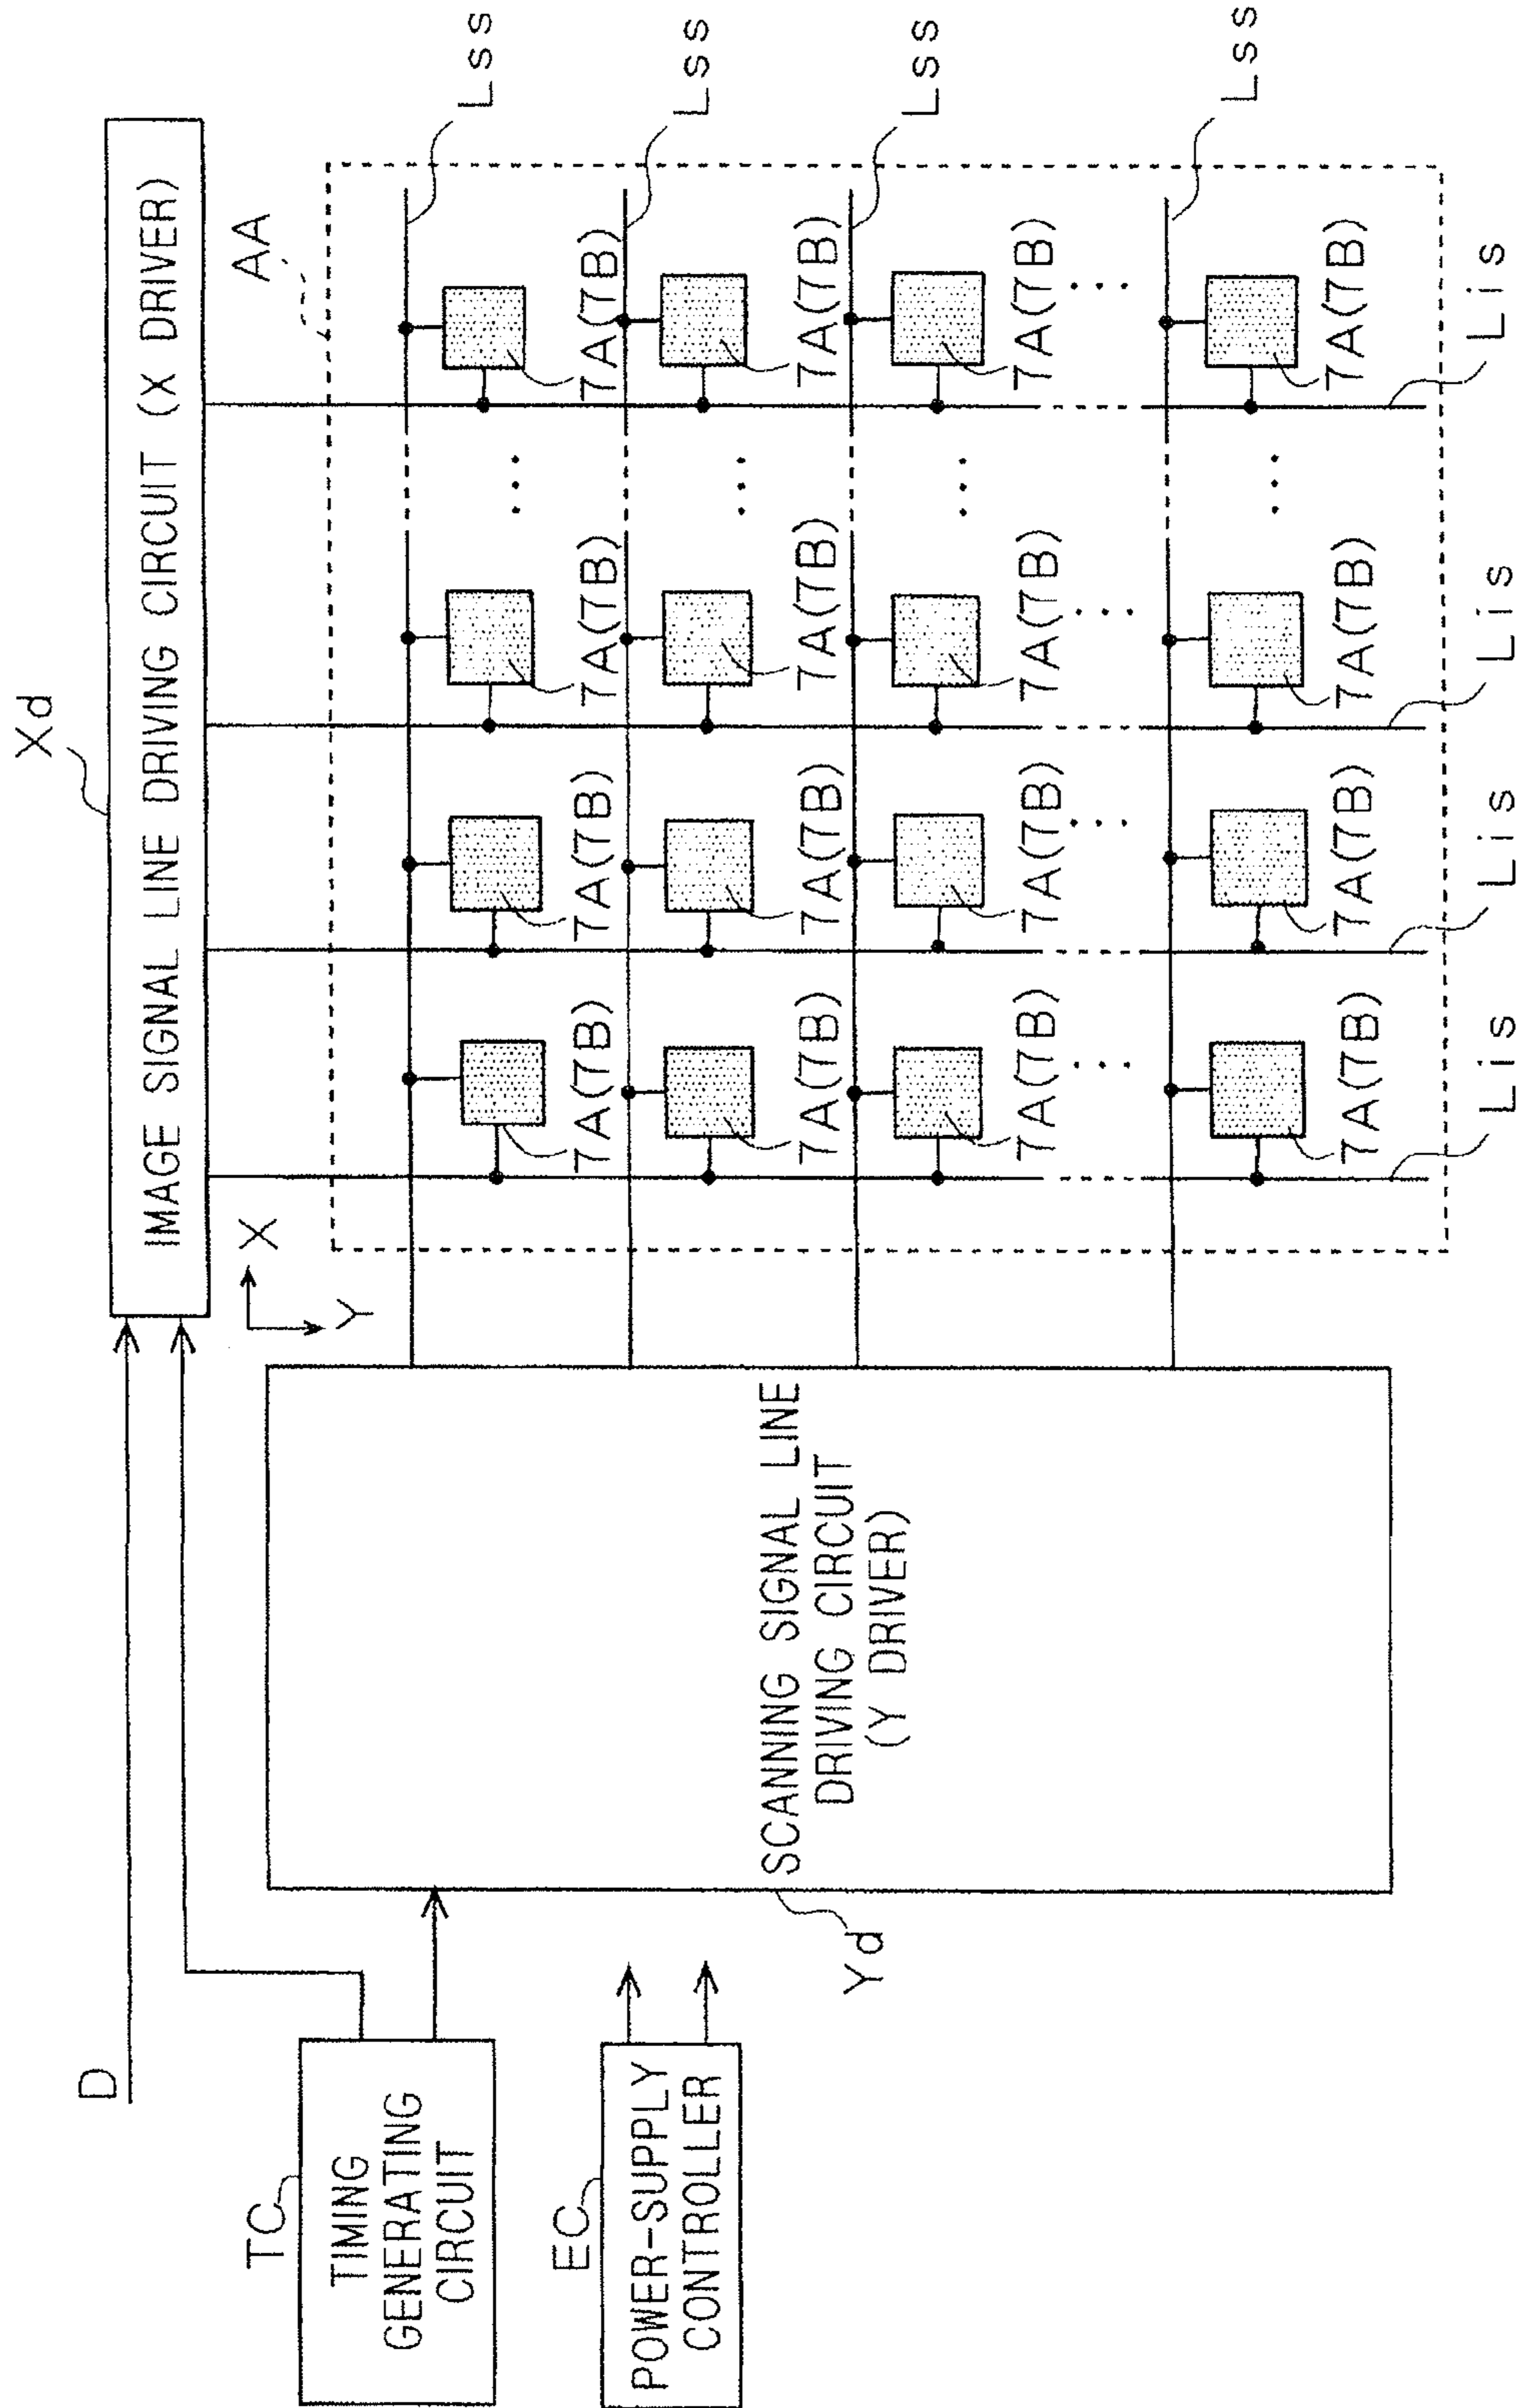 Xd
D
IMAGE SIGNAL LINE DRIVING CIRCUIT (X DRIVER)
AA
X
Y
TC
TIMING
GENERATING
CIRCUIT
EC
POWER-SUPPLY
CONTROLLER
SCANNING SIGNAL LINE
DRIVING CIRCUIT
(Y DRIVER)
Yd
Lss
7A(7B)
7A(7B)
...
7A(7B)
7A(7B)
Lss
7A(7B)
7A(7B)
7A(7B)
...
7A(7B)
Lss
7A(7B)
7A(7B)
7A(7B)
...
7A(7B)
...
...
...
...
Lss
7A(7B)
7A(7B)
7A(7B)
...
7A(7B)
Lis
Lis
Lis
Lis